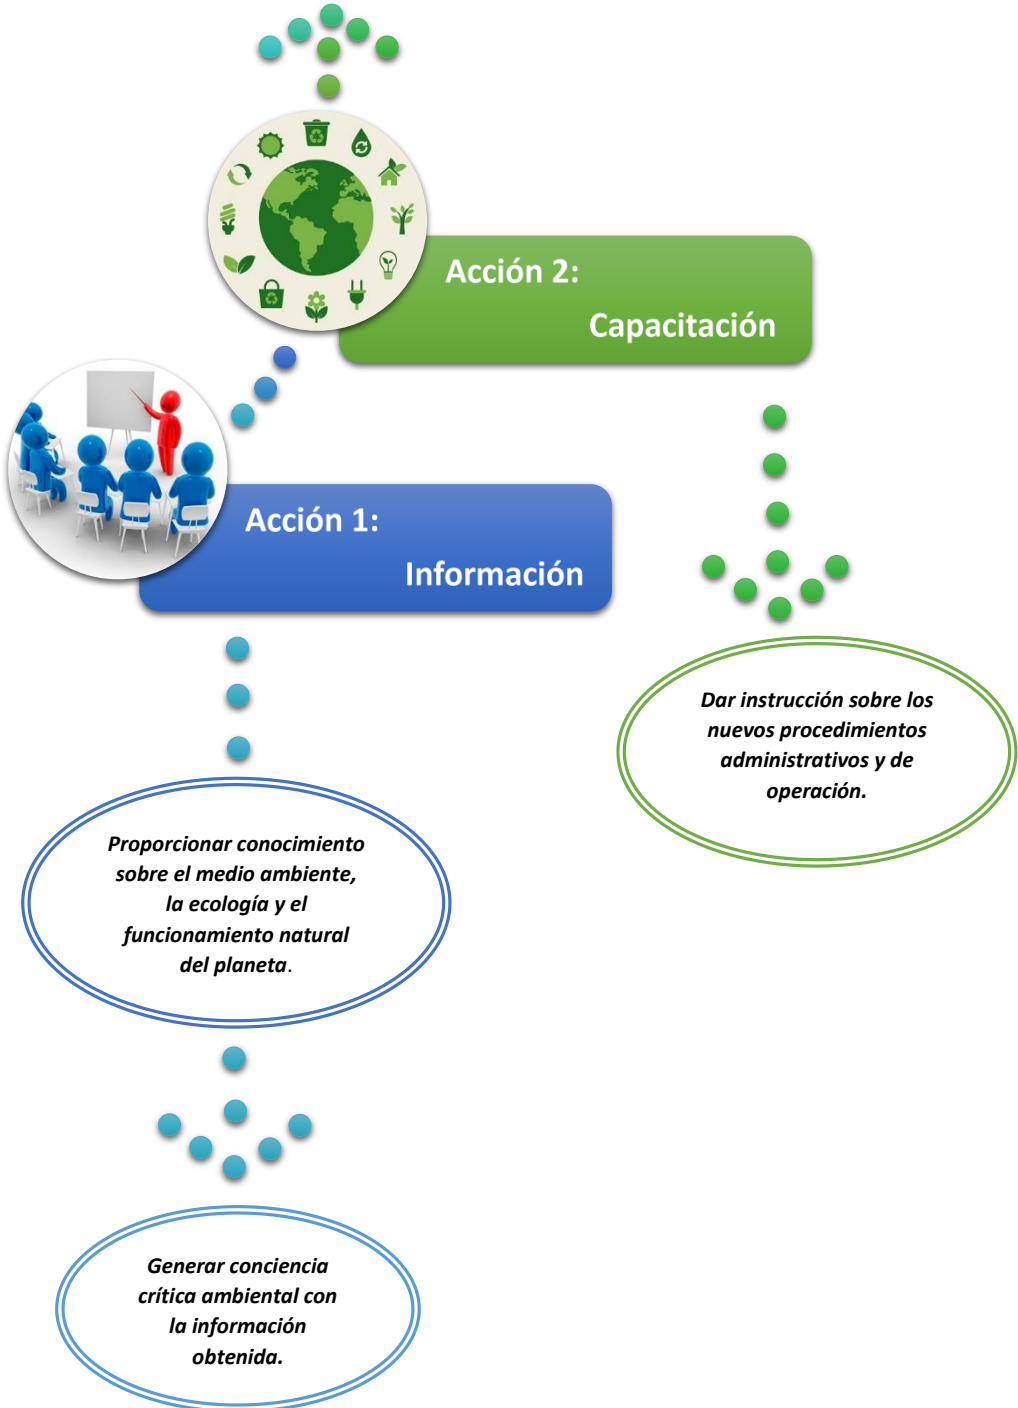 Acción 2:
Capacitación
Acción 1:
Información
Dar instrucción sobre los
nuevos procedimientos
administrativos y de
operación.
Proporcionar conocimiento
sobre el medio ambiente,
la ecología y el
funcionamiento natural
del planeta.
Generar conciencia
crítica ambiental con
la información
obtenida.